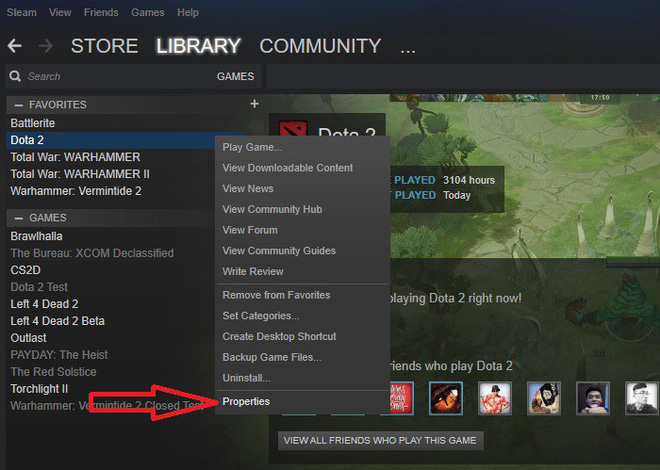 Steam View Friends Games Help
STORE LIBRARY COMMUNITY ...
Search GAMES
FAVORITES +
Battlerite
Dota 2
Total War: WARHAMMER
Total War: WARHAMMER II
Warhammer: Vermintide 2
GAMES
Brawlhalla
The Bureau: XCOM Declassified
CS2D
Dota 2 Test
Left 4 Dead 2
Left 4 Dead 2 Beta
Outlast
PAYDAY: The Heist
The Red Solstice
Torchlight II
Warhammer: Vermintide 2 Closed Test
Play Game...
View Downloadable Content
View News
View Community Hub
View Forum
View Community Guides
Write Review
Remove from Favorites
Set Categories...
Create Desktop Shortcut
Backup Game Files...
Uninstall...
Properties
17:50
Dota 2
PLAYED 3104 hours
PLAYED Today
playing Dota 2 right now!
riends who play Dota 2
VIEW ALL FRIENDS WHO PLAY THIS GAME